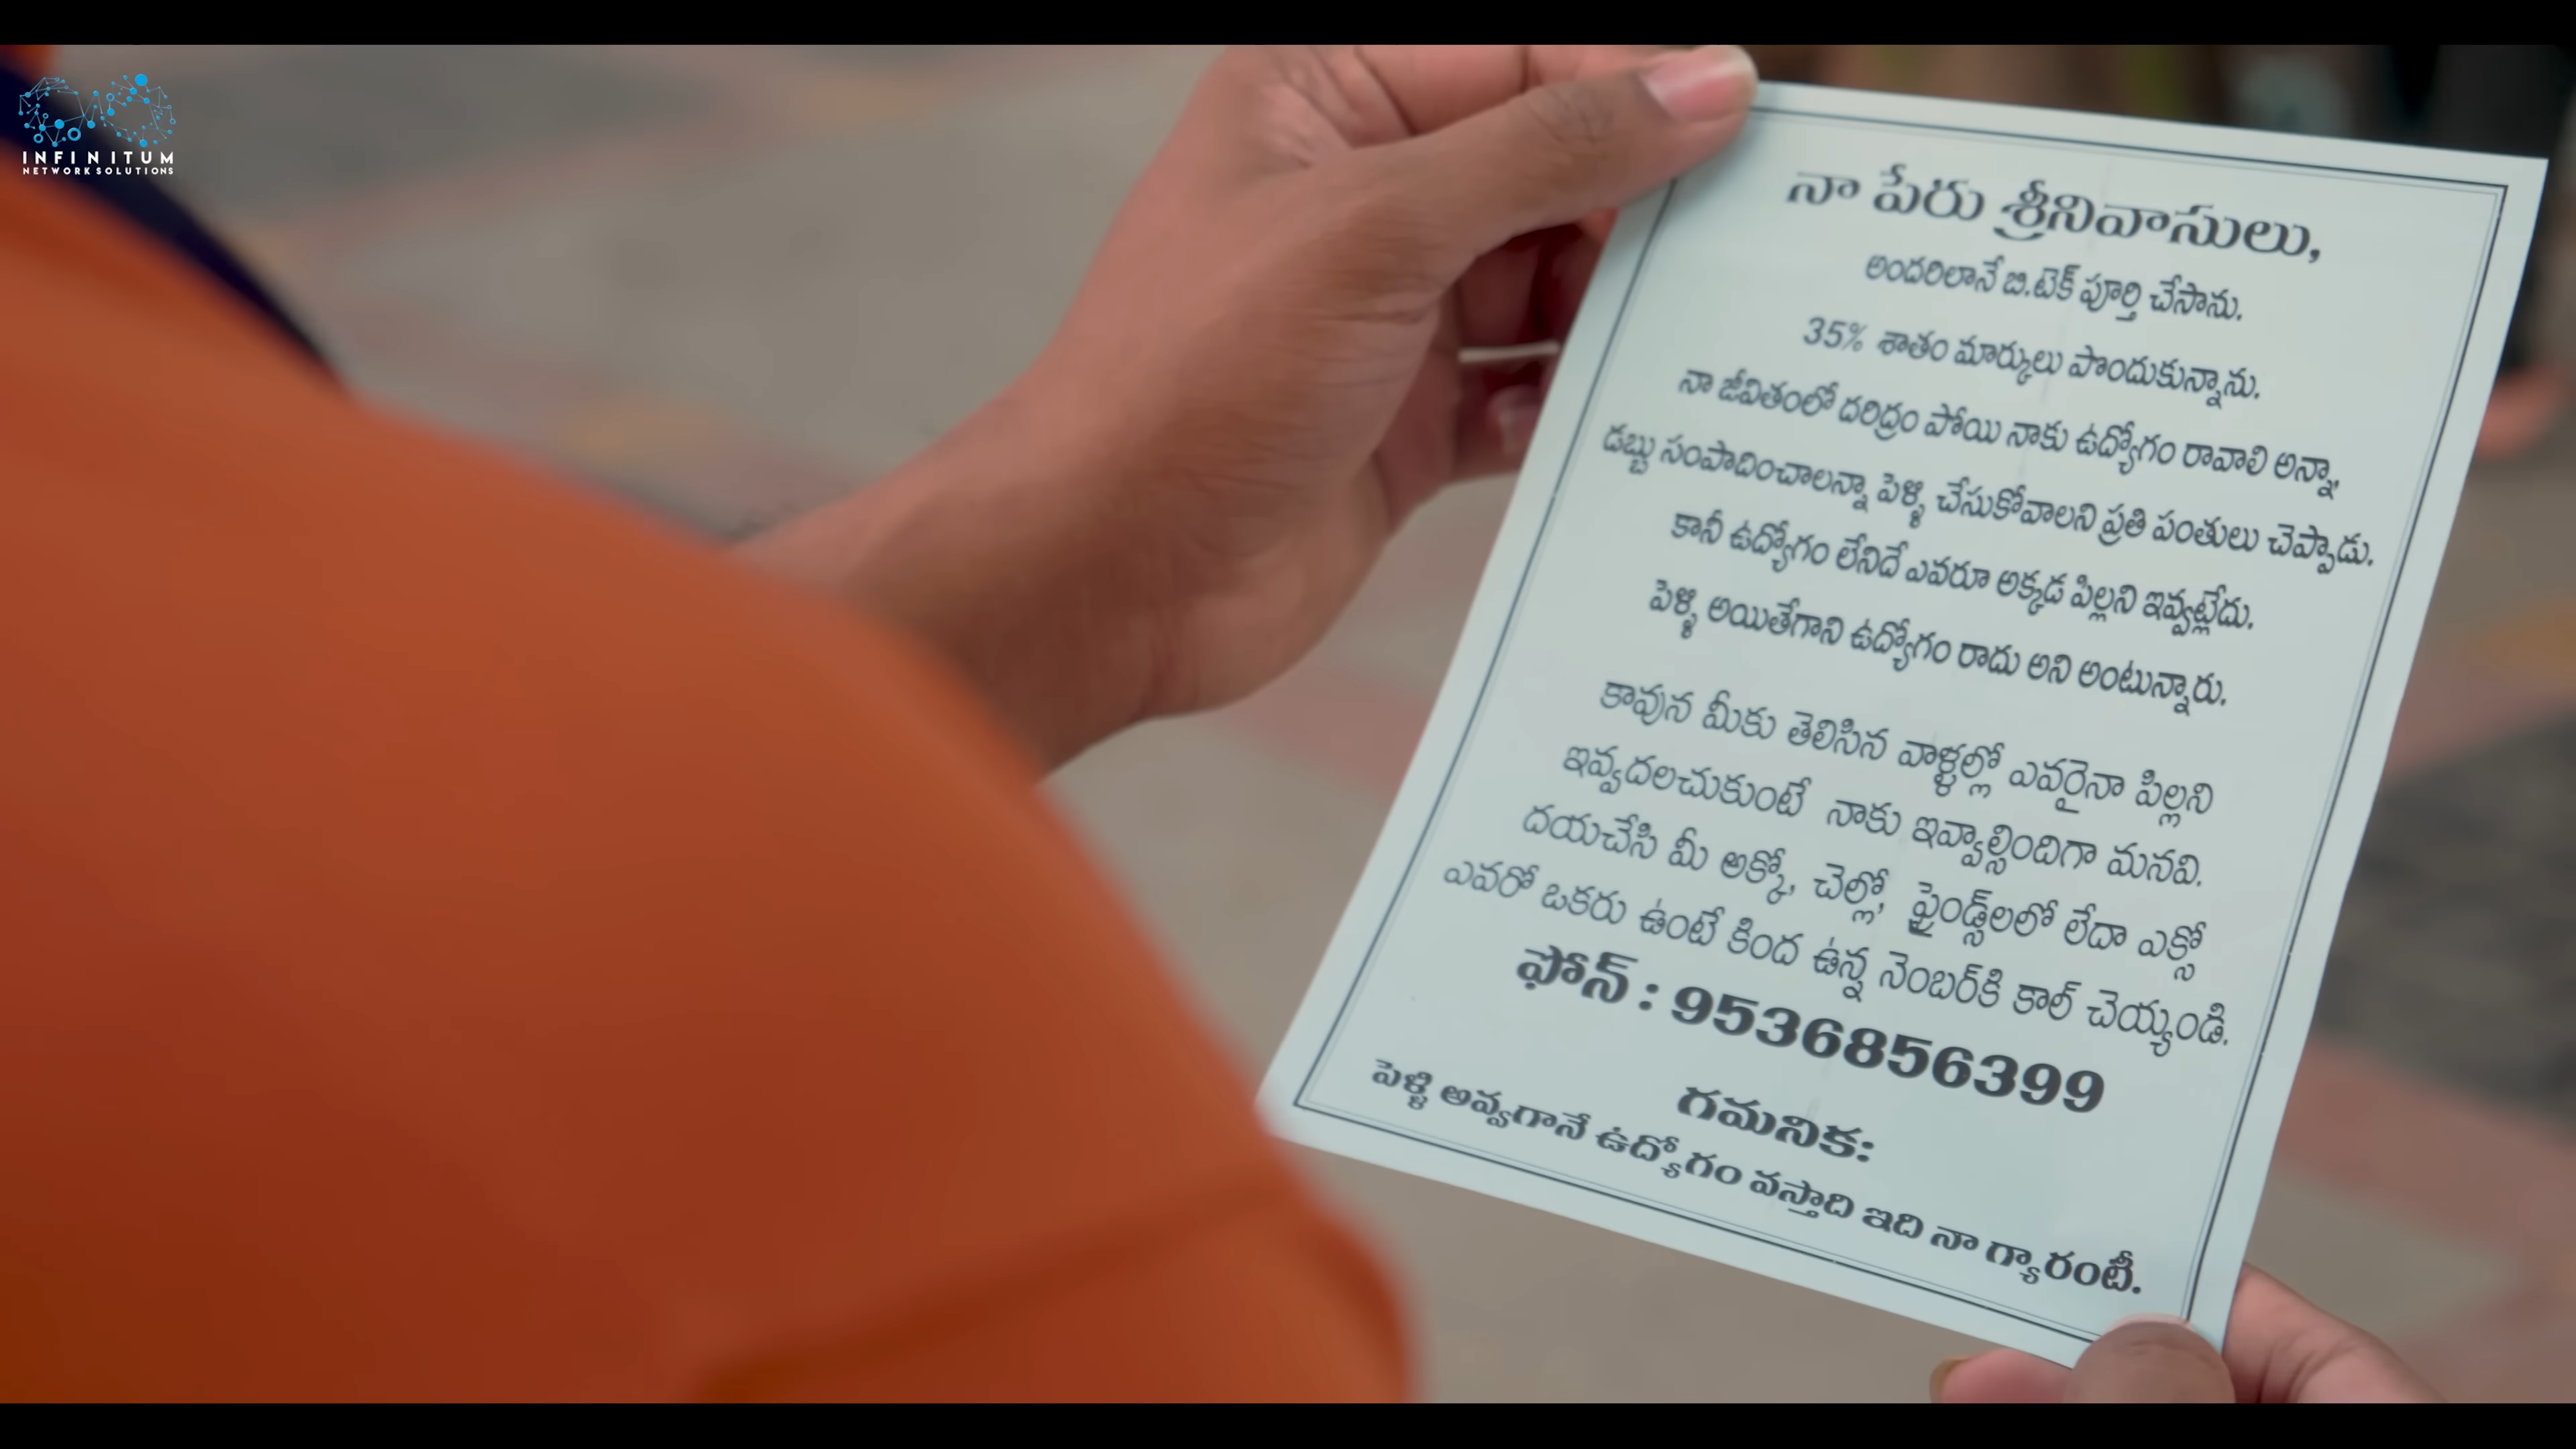 INFINITUM
NETWORK SOLUTIONS
నా పేరు శ్రీనివాసులు,
అందరిలానే బి.టెక్ పూర్తి చేసాను.
35% శాతం మార్కులు పొందుకున్నాను.
నా జీవితంలో దరిద్రం పోయి నాకు ఉద్యోగం రావాలి అన్నా,
డబ్బు సంపాదించాలన్నా పెళ్ళి చేసుకోవాలని ప్రతి పంతులు చెప్పాడు.
కానీ ఉద్యోగం లేనిదే ఎవరూ అక్కడ పిల్లని ఇవ్వట్లేదు.
పెళ్ళి అయితేగాని ఉద్యోగం రాదు అని అంటున్నారు.
కావున మీకు తెలిసిన వాళ్ళల్లో ఎవరైనా పిల్లని
ఇవ్వదలచుకుంటే నాకు ఇవ్వాల్సిందిగా మనవి.
దయచేసి మీ అక్కో, చెల్లో, ఫ్రైండ్స్‌లలో లేదా ఎక్సో
ఎవరో ఒకరు ఉంటే కింద ఉన్న నెంబర్‌కి కాల్ చెయ్యండి.
ఫోన్ : 9536856399
గమనిక:
పెళ్ళి అవ్వగానే ఉద్యోగం వస్తాది ఇది నా గ్యారంటీ.